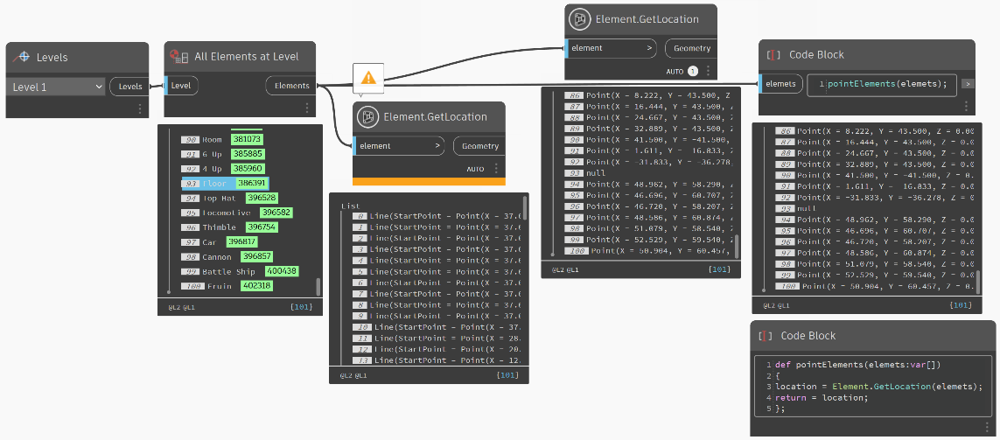 Levels
Level 1
Levels
All Elements at Level
Level
Elements
90 Room 381073
91 6 Up 385885
92 4 Up 385960
93 Floor 386391
94 Top Hat 396528
95 Locomotive 396582
96 Thimble 396754
97 Car 396817
98 Cannon 396857
99 Battle Ship 400438
100 Fruin 402318
@L2 @L1 {101}
Element.GetLocation
element >
Geometry
AUTO
List
0 Line(StartPoint = Point(X = 37.6
1 Line(StartPoint = Point(X = 37.6
2 Line(StartPoint = Point(X = 37.6
3 Line(StartPoint = Point(X = 37.6
4 Line(StartPoint = Point(X = 37.6
5 Line(StartPoint = Point(X = 37.6
6 Line(StartPoint = Point(X = 37.6
7 Line(StartPoint = Point(X = 37.6
8 Line(StartPoint = Point(X = 37.6
9 Line(StartPoint = Point(X = 37.6
10 Line(StartPoint = Point(X = 37.
11 Line(StartPoint = Point(X = 28.
12 Line(StartPoint = Point(X = 20.
13 Line(StartPoint = Point(X = 12.
@L2 @L1 {101}
Element.GetLocation
element >
Geometry
AUTO 1
86 Point(X = 8.222, Y = 43.500, Z
87 Point(X = 16.444, Y = 43.500, Z
88 Point(X = 24.667, Y = 43.500, Z
89 Point(X = 32.889, Y = 43.500, Z
90 Point(X = 41.500, Y = -41.500, Z
91 Point(X = 1.611, Y = 16.833, Z
92 Point(X = -31.833, Y = -36.278,
93 null
94 Point(X = 48.962, Y = 58.290, Z
95 Point(X = 46.696, Y = 60.707, Z
96 Point(X = 46.720, Y = 58.207, Z
97 Point(X = 48.586, Y = 60.874, Z
98 Point(X = 51.079, Y = 58.540, Z
99 Point(X = 52.529, Y = 59.540, Z
100 Point(X = 50.904, Y = 60.457,
@L2 @L1 {101}
Code Block
elemets
1 pointElements(elemets);
>
86 Point(X = 8.222, Y = 43.500, Z = 0.00
87 Point(X = 16.444, Y = 43.500, Z = 0.0
88 Point(X = 24.667, Y = 43.500, Z = 0.0
89 Point(X = 32.889, Y = 43.500, Z = 0.0
90 Point(X = 41.500, Y = -41.500, Z = 0.
91 Point(X = 1.611, Y = 16.833, Z = 0.0
92 Point(X = -31.833, Y = -36.278, Z = 0
93 null
94 Point(X = 48.962, Y = 58.290, Z = 0.0
95 Point(X = 46.696, Y = 60.707, Z = 0.0
96 Point(X = 46.720, Y = 58.207, Z = 0.0
97 Point(X = 48.586, Y = 60.874, Z = 0.0
98 Point(X = 51.079, Y = 58.540, Z = 0.0
99 Point(X = 52.529, Y = 59.540, Z = 0.0
100 Point(X = 50.904, Y = 60.457, Z = 0.
@L2 @L1 {101}
Code Block
1 def pointElements(elemets:var[])
2 {
3 location = Element.GetLocation(elemets);
4 return = location;
5 };